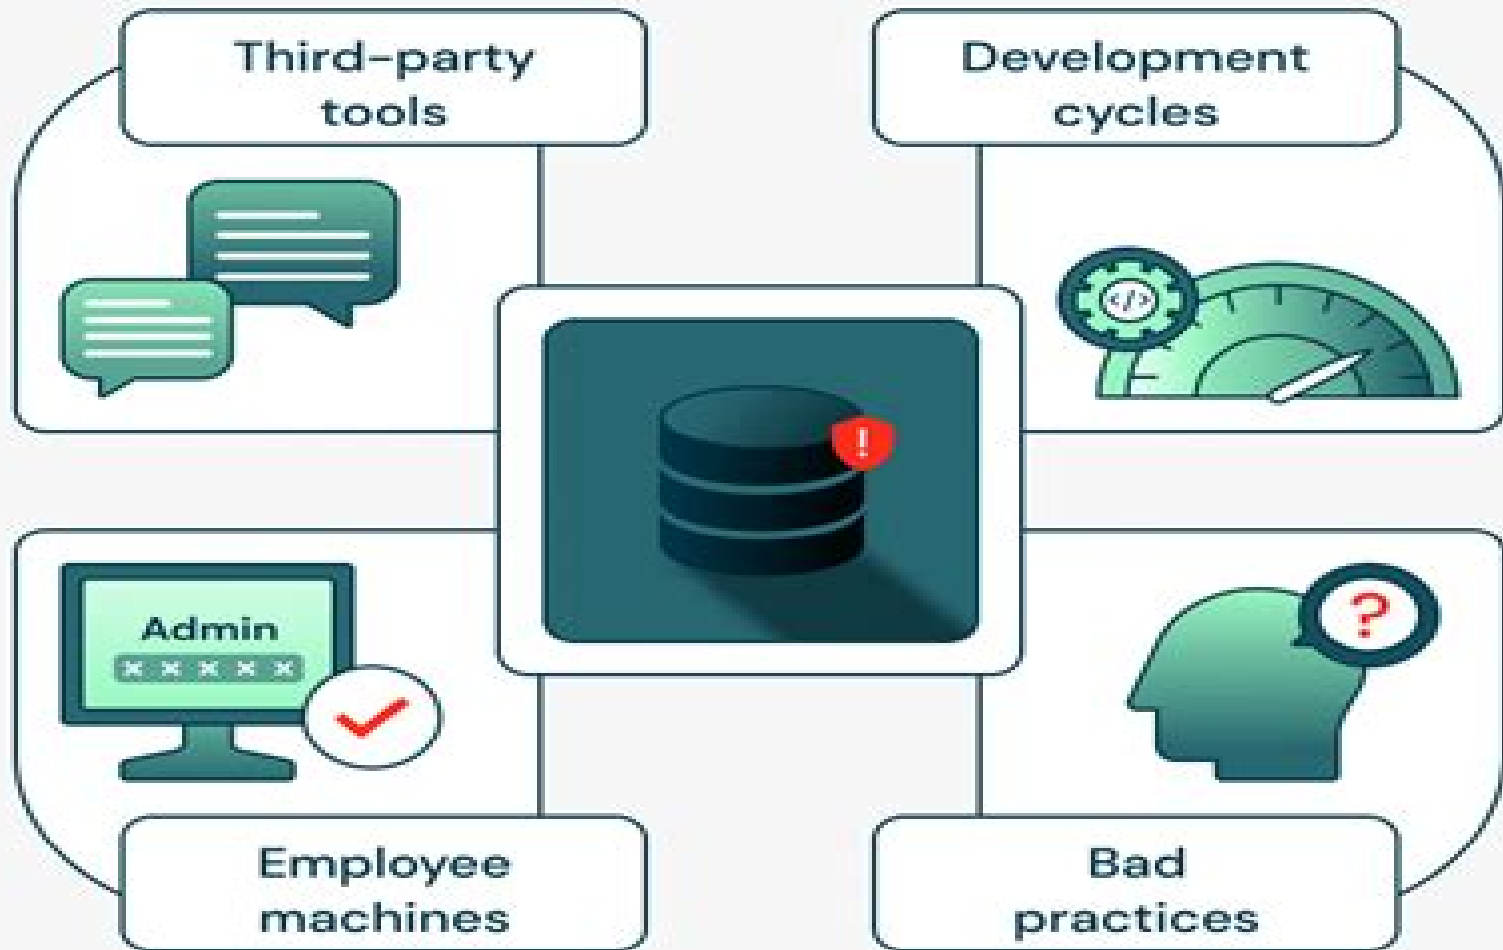 Third-party
tools
Development
cycles
</>
!
Admin
×××××
?
Employee
machines
Bad
practices